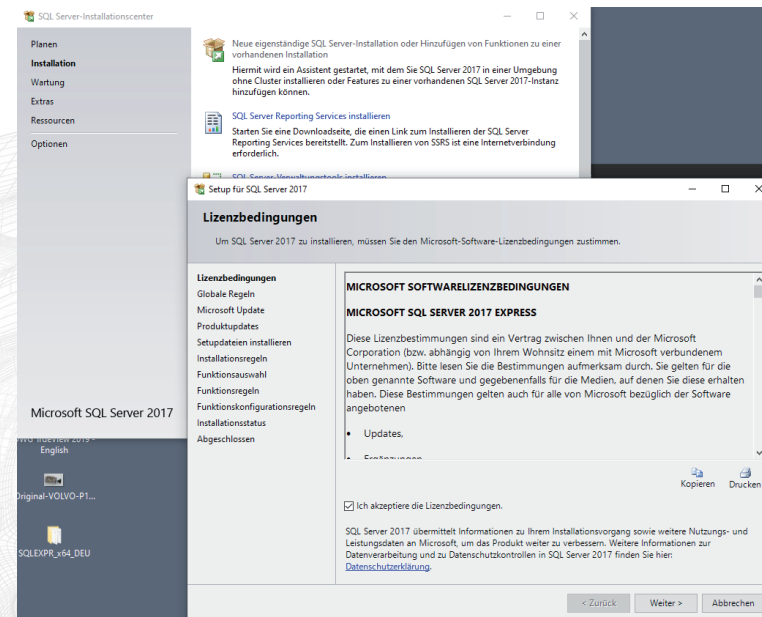 SQL Server-Installationscenter
Planen
Installation
Wartung
Extras
Ressourcen
Optionen
Microsoft SQL Server 2017
Neue eigenständige SQL Server-Installation oder Hinzufügen von Funktionen zu einer
vorhandenen Installation
Hiermit wird ein Assistent gestartet, mit dem Sie SQL Server 2017 in einer Umgebung
ohne Cluster installieren oder Features zu einer vorhandenen SQL Server 2017-Instanz
hinzufügen können.
SQL Server Reporting Services installieren
Starten Sie eine Downloadseite, die einen Link zum Installieren der SQL Server
Reporting Services bereitstellt. Zum Installieren von SSRS ist eine Internetverbindung
erforderlich.
SQL Server-Verwaltungstools installieren
Setup für SQL Server 2017
Lizenzbedingungen
Um SQL Server 2017 zu installieren, müssen Sie den Microsoft-Software-Lizenzbedingungen zustimmen.
Lizenzbedingungen
Globale Regeln
Microsoft Update
Produktupdates
Setupdateien installieren
Installationsregeln
Funktionsauswahl
Funktionsregeln
Funktionskonfigurationsregeln
Installationsstatus
Abgeschlossen
MICROSOFT SOFTWARELIZENZBEDINGUNGEN
MICROSOFT SQL SERVER 2017 EXPRESS
Diese Lizenzbestimmungen sind ein Vertrag zwischen Ihnen und der Microsoft
Corporation (bzw. abhängig von Ihrem Wohnsitz einem mit Microsoft verbundenem
Unternehmen). Bitte lesen Sie die Bestimmungen aufmerksam durch. Sie gelten für die
oben genannte Software und gegebenenfalls für die Medien, auf denen Sie diese erhalten
haben. Diese Bestimmungen gelten auch für alle von Microsoft bezüglich der Software
angebotenen
• Updates,
• Ergänzungen
Kopieren
Drucken
Ich akzeptiere die Lizenzbedingungen.
SQL Server 2017 übermittelt Informationen zu Ihrem Installationsvorgang sowie weitere Nutzungs- und
Leistungsdaten an Microsoft, um das Produkt weiter zu verbessern. Weitere Informationen zur
Datenverarbeitung und zu Datenschutzkontrollen in SQL Server 2017 finden Sie hier:
Datenschutzerklärung.
< Zurück
Weiter >
Abbrechen
TrueView 2019 -
English
Original-VOLVO-P1...
SQLEXPR_x64_DEU